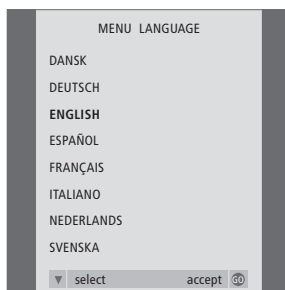 MENU LANGUAGE
DANSK
DEUTSCH
ENGLISH
ESPAÑOL
FRANÇAIS
ITALIANO
NEDERLANDS
SVENSKA
▼ select accept GO